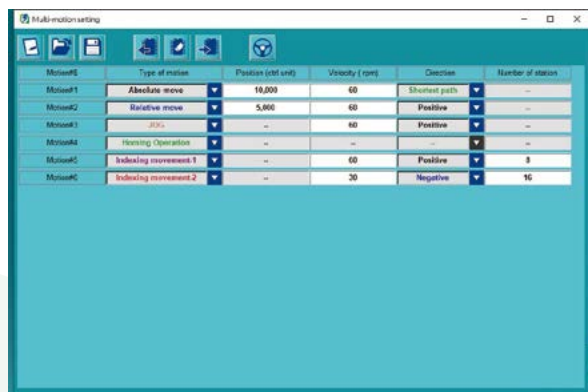 Multi-motion setting
Motion#0 Type of motion Position (ctrl unit) Velocity ( rpm) Direction Number of station
Motion#1 Absolute move 10,000 60 Shortest path --
Motion#2 Relative move 5,000 60 Positive --
Motion#3 JOG -- 60 Positive --
Motion#4 Homing Operation -- -- -- --
Motion#5 Indexing movement-1 -- 60 Positive 8
Motion#6 Indexing movement-2 -- 30 Negative 16